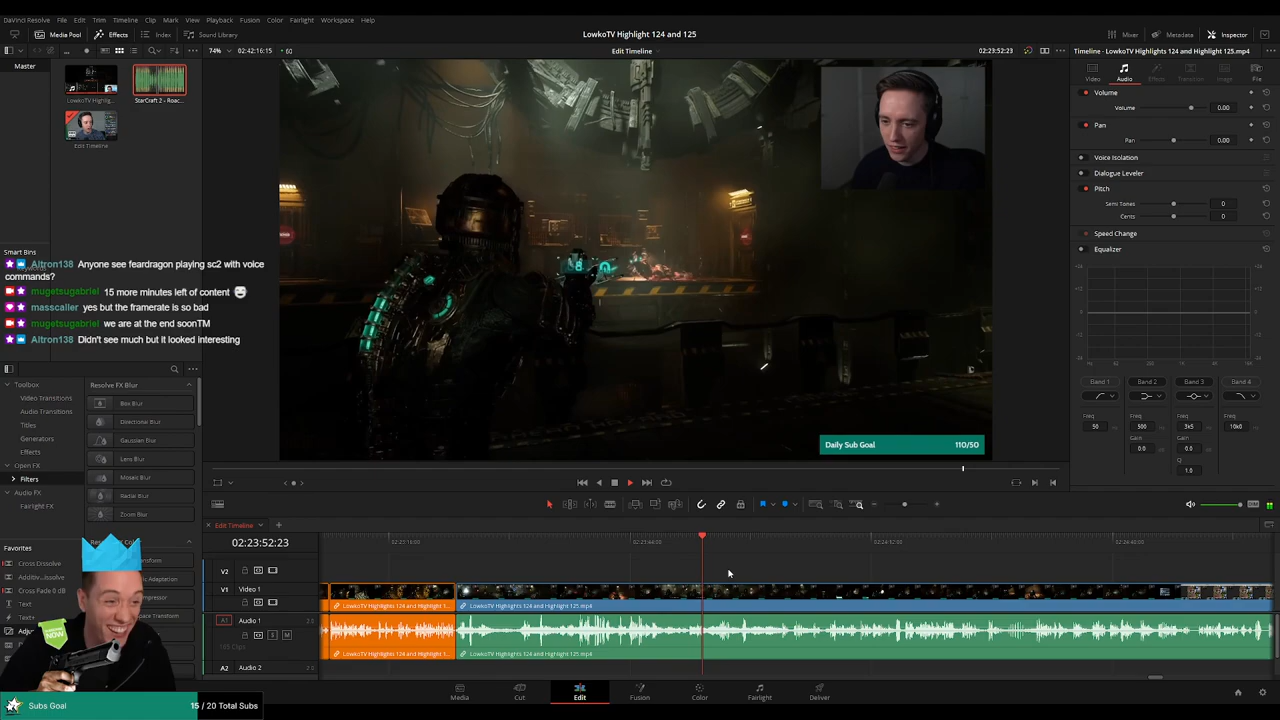 DaVinci Resolve File Edit Trim Timeline Clip Mark View Playback Fusion Color Fairlight Workspace Help
Media Pool Effects Index Sound Library
LowkoTV Highlight 124 and 125
Mixer Metadata Inspector
74% 02:42:16:15 60
Edit Timeline
02:23:52:23
Timeline - LowkoTV Highlights 124 and Highlight 125.mp4
Master
LowkoTV Highlig...
StarCraft 2 - Roac...
Edit Timeline
Video Audio Effects Transition Image File
Volume
Volume 0.00
Pan
Pan 0.00
Voice Isolation
Dialogue Leveler
Pitch
Semi Tones 0
Cents 0
Speed Change
Equalizer
Band 1 Band 2 Band 3 Band 4
Freq Freq Freq Freq
50 500 3k5 10k0
Gain Gain
0.0 0.0
Q
1.0
Smart Bins
Altron138 Anyone see feardragon playing sc2 with voice
commands?
mugetsugabriel 15 more minutes left of content
masscaller yes but the framerate is so bad
mugetsugabriel we are at the end soonTM
Altron138 Didn't see much but it looked interesting
Daily Sub Goal 110/50
Toolbox
Video Transitions
Audio Transitions
Titles
Generators
Effects
Open FX
Filters
Audio FX
Fairlight FX
Resolve FX Blur
Box Blur
Directional Blur
Gaussian Blur
Lens Blur
Mosaic Blur
Radial Blur
Zoom Blur
Favorites
Cross Dissolve
Additiv...
Cross Fade 0 dB
Text
Text+
Adju
Edit Timeline
02:23:52:23
V2
V1 Video 1
A1 Audio 1
S M
A2 Audio 2
LowkoTV Highlights 124 and Highlight 1...
LowkoTV Highlights 124 and Highlight 125.mp4
LowkoTV Highlights 124 and Highlight 1...
LowkoTV Highlights 124 and Highlight 125.mp4
Media Cut Edit Fusion Color Fairlight Deliver
Subs Goal 15 / 20 Total Subs